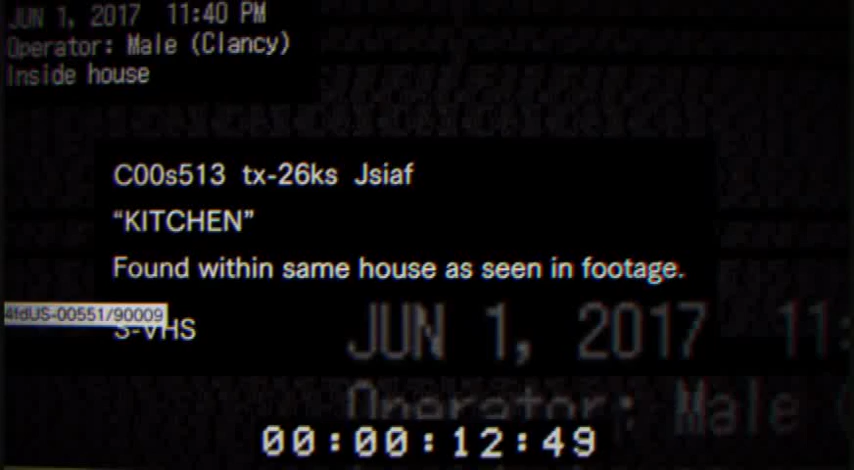 JUN 1, 2017 11:40 PM
Operator: Male (Clancy)
Inside house
C00s513 tx-26ks Jsiaf
“KITCHEN”
Found within same house as seen in footage.
4fdUS-00551/90009
S-VHS
JUN 1, 2017 11:
Operator: Male (
00:00:12:49